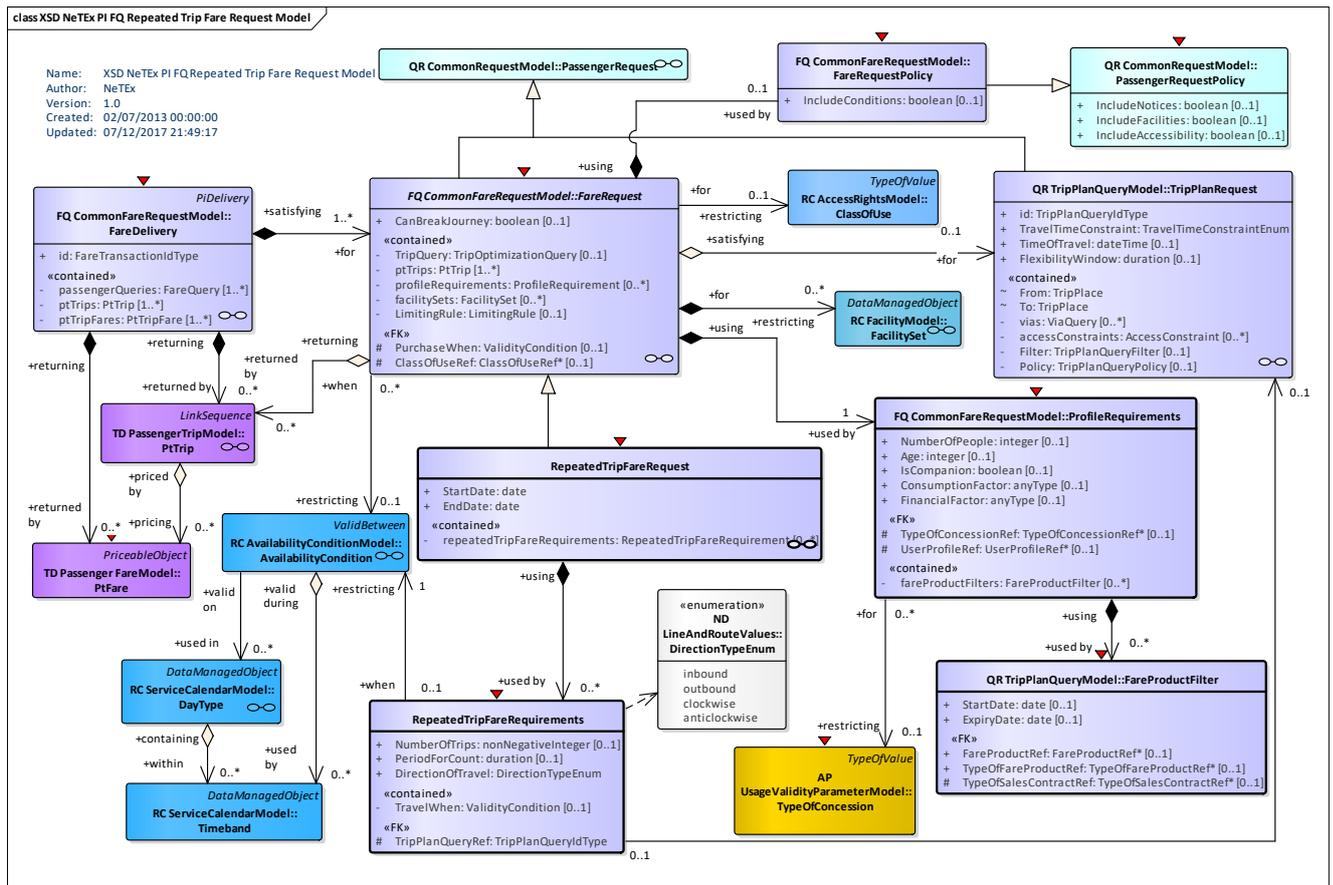 class XSD NeTEx PI FQ Repeated Trip Fare Request Model
Name: XSD NeTEx PI FQ Repeated Trip Fare Request Model
Author: NeTEx
Version: 1.0
Created: 02/07/2013 00:00:00
Updated: 07/12/2017 21:49:17
QR CommonRequestModel::PassengerRequest
FQ CommonFareRequestModel::
FareRequestPolicy
+ IncludeConditions: boolean [0..1]
QR CommonRequestModel::
PassengerRequestPolicy
+ IncludeNotices: boolean [0..1]
+ IncludeFacilities: boolean [0..1]
+ IncludeAccessibility: boolean [0..1]
0..1
+used by
+using
PiDelivery
FQ CommonFareRequestModel::
FareDelivery
+ id: FareTransactionIdType
«contained»
- passengerQueries: FareQuery [1..*]
- ptTrips: PtTrip [1..*]
- ptTripFares: PtTripFare [1..*]
+satisfying
1..*
+for
FQ CommonFareRequestModel::FareRequest
+ CanBreakJourney: boolean [0..1]
«contained»
- TripQuery: TripOptimizationQuery [0..1]
- ptTrips: PtTrip [1..*]
- profileRequirements: ProfileRequirement [0..*]
- facilitySets: FacilitySet [0..*]
- LimitingRule: LimitingRule [0..1]
«FK»
# PurchaseWhen: ValidityCondition [0..1]
# ClassOfUseRef: ClassOfUseRef* [0..1]
+for
0..1
+restricting
TypeOfValue
RC AccessRightsModel::
ClassOfUse
+satisfying
0..1
+for
QR TripPlanQueryModel::TripPlanRequest
+ id: TripPlanQueryIdType
+ TravelTimeConstraint: TravelTimeConstraintEnum
+ TimeOfTravel: dateTime [0..1]
+ FlexibilityWindow: duration [0..1]
«contained»
~ From: TripPlace
~ To: TripPlace
- vias: ViaQuery [0..*]
- accessConstraints: AccessConstraint [0..*]
- Filter: TripPlanQueryFilter [0..1]
- Policy: TripPlanQueryPolicy [0..1]
+for
0..*
+restricting
DataManagedObject
RC FacilityModel::
FacilitySet
+using
1
+used by
+returning
+returning
+returned
by
+when
0..*
+returned by
0..*
0..*
0..1
LinkSequence
TD PassengerTripModel::
PtTrip
+priced
by
+pricing
0..*
+returned
by
0..*
PriceableObject
TD Passenger FareModel::
PtFare
+restricting
0..1
ValidBetween
RC AvailabilityConditionModel::
AvailabilityCondition
RepeatedTripFareRequest
+ StartDate: date
+ EndDate: date
«contained»
- repeatedTripFareRequirements: RepeatedTripFareRequirement [0..*]
FQ CommonFareRequestModel::ProfileRequirements
+ NumberOfPeople: integer [0..1]
+ Age: integer [0..1]
+ IsCompanion: boolean [0..1]
+ ConsumptionFactor: anyType [0..1]
+ FinancialFactor: anyType [0..1]
«FK»
# TypeOfConcessionRef: TypeOfConcessionRef* [0..1]
# UserProfileRef: UserProfileRef* [0..1]
«contained»
- fareProductFilters: FareProductFilter [0..*]
+valid
on
+valid
during
+restricting
1
+using
+used in
0..*
«enumeration»
ND
LineAndRouteValues::
DirectionTypeEnum
inbound
outbound
clockwise
anticlockwise
+for
0..*
+using
+used by
0..*
DataManagedObject
RC ServiceCalendarModel::
DayType
+containing
+within
0..*
+used
by
0..*
DataManagedObject
RC ServiceCalendarModel::
Timeband
+when
0..1
+used by
0..*
RepeatedTripFareRequirements
+ NumberOfTrips: nonNegativeInteger [0..1]
+ PeriodForCount: duration [0..1]
+ DirectionOfTravel: DirectionTypeEnum
«contained»
- TravelWhen: ValidityCondition [0..1]
«FK»
# TripPlanQueryRef: TripPlanQueryIdType
0..1
+restricting
0..1
TypeOfValue
AP
UsageValidityParameterModel::
TypeOfConcession
QR TripPlanQueryModel::FareProductFilter
+ StartDate: date [0..1]
+ ExpiryDate: date [0..1]
«FK»
+ FareProductRef: FareProductRef* [0..1]
+ TypeOfFareProductRef: TypeOfFareProductRef* [0..1]
# TypeOfSalesContractRef: TypeOfSalesContractRef* [0..1]